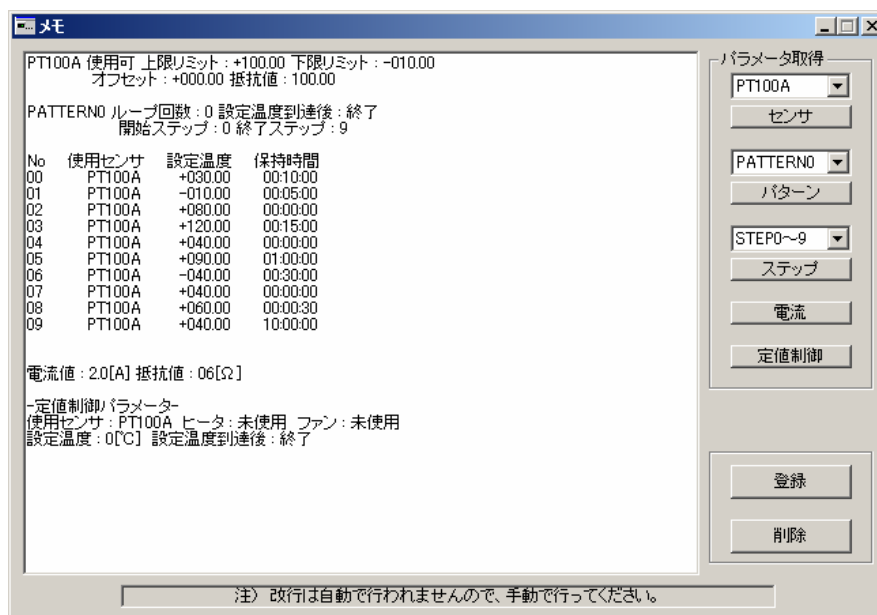 メモ
PT100A 使用可 上限リミット : +100.00 下限リミット : -010.00
オフセット : +000.00 抵抗値 : 100.00
PATTERN0 ループ回数 : 0 設定温度到達後 : 終了
開始ステップ : 0 終了ステップ : 9
No 使用センサ 設定温度 保持時間
00 PT100A +030.00 00:10:00
01 PT100A -010.00 00:05:00
02 PT100A +080.00 00:00:00
03 PT100A +120.00 00:15:00
04 PT100A +040.00 00:00:00
05 PT100A +090.00 01:00:00
06 PT100A -040.00 00:30:00
07 PT100A +040.00 00:00:00
08 PT100A +060.00 00:00:30
09 PT100A +040.00 10:00:00
電流値 : 2.0[A] 抵抗値 : 06[Ω]
-定値制御パラメータ-
使用センサ : PT100A ヒータ : 未使用 ファン : 未使用
設定温度 : 0[℃] 設定温度到達後 : 終了
パラメータ取得
PT100A
センサ
PATTERN0
パターン
STEP0～9
ステップ
電流
定値制御
登録
削除
注） 改行は自動で行われませんので、手動で行ってください。